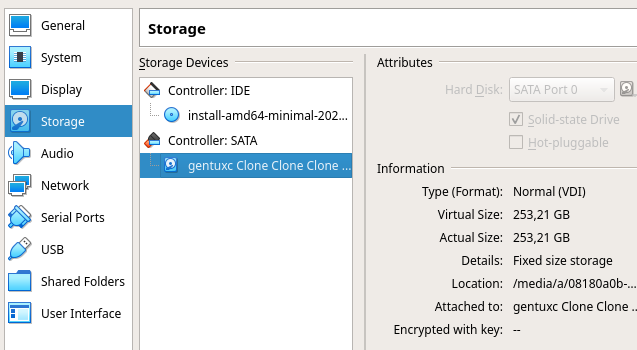 General
System
Display
Storage
Audio
Network
Serial Ports
USB
Shared Folders
User Interface
Storage
Storage Devices
Controller: IDE
install-amd64-minimal-202...
Controller: SATA
gentuxc Clone Clone Clone ...
Attributes
Hard Disk: SATA Port 0
Solid-state Drive
Hot-pluggable
Information
Type (Format): Normal (VDI)
Virtual Size: 253,21 GB
Actual Size: 253,21 GB
Details: Fixed size storage
Location: /media/a/08180a0b-...
Attached to: gentuxc Clone Clone ..
Encrypted with key: --